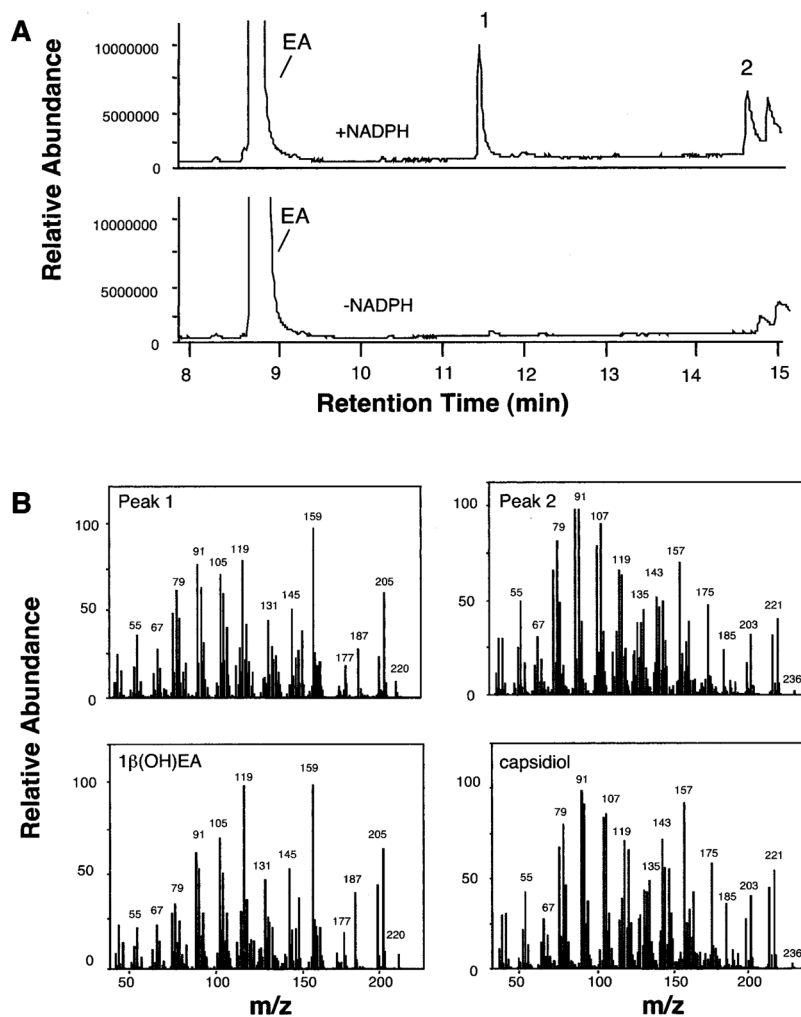 A
Relative Abundance
10000000
5000000
0
EA
+NADPH
1
2
10000000
5000000
0
EA
-NADPH
8 9 10 11 12 13 14 15
Retention Time (min)
B
Relative Abundance
Peak 1
100
50
0
55 67 79 91 105 119 131 145 159 177 187 205 220
Peak 2
100
50
0
55 67 79 91 107 119 135 143 157 175 185 203 221 236
1β(OH)EA
100
50
0
55 67 79 91 105 119 131 145 159 177 187 205 220
50 100 150 200
m/z
capsidiol
100
50
0
55 67 79 91 107 119 135 143 157 175 185 203 221 236
50 100 150 200
m/z